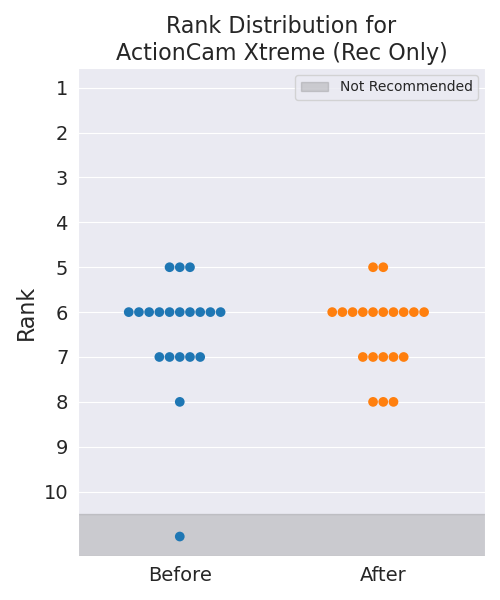 Rank Distribution for
ActionCam Xtreme (Rec Only)
Not Recommended
1
2
3
4
5
6
7
8
9
10
Rank
Before
After